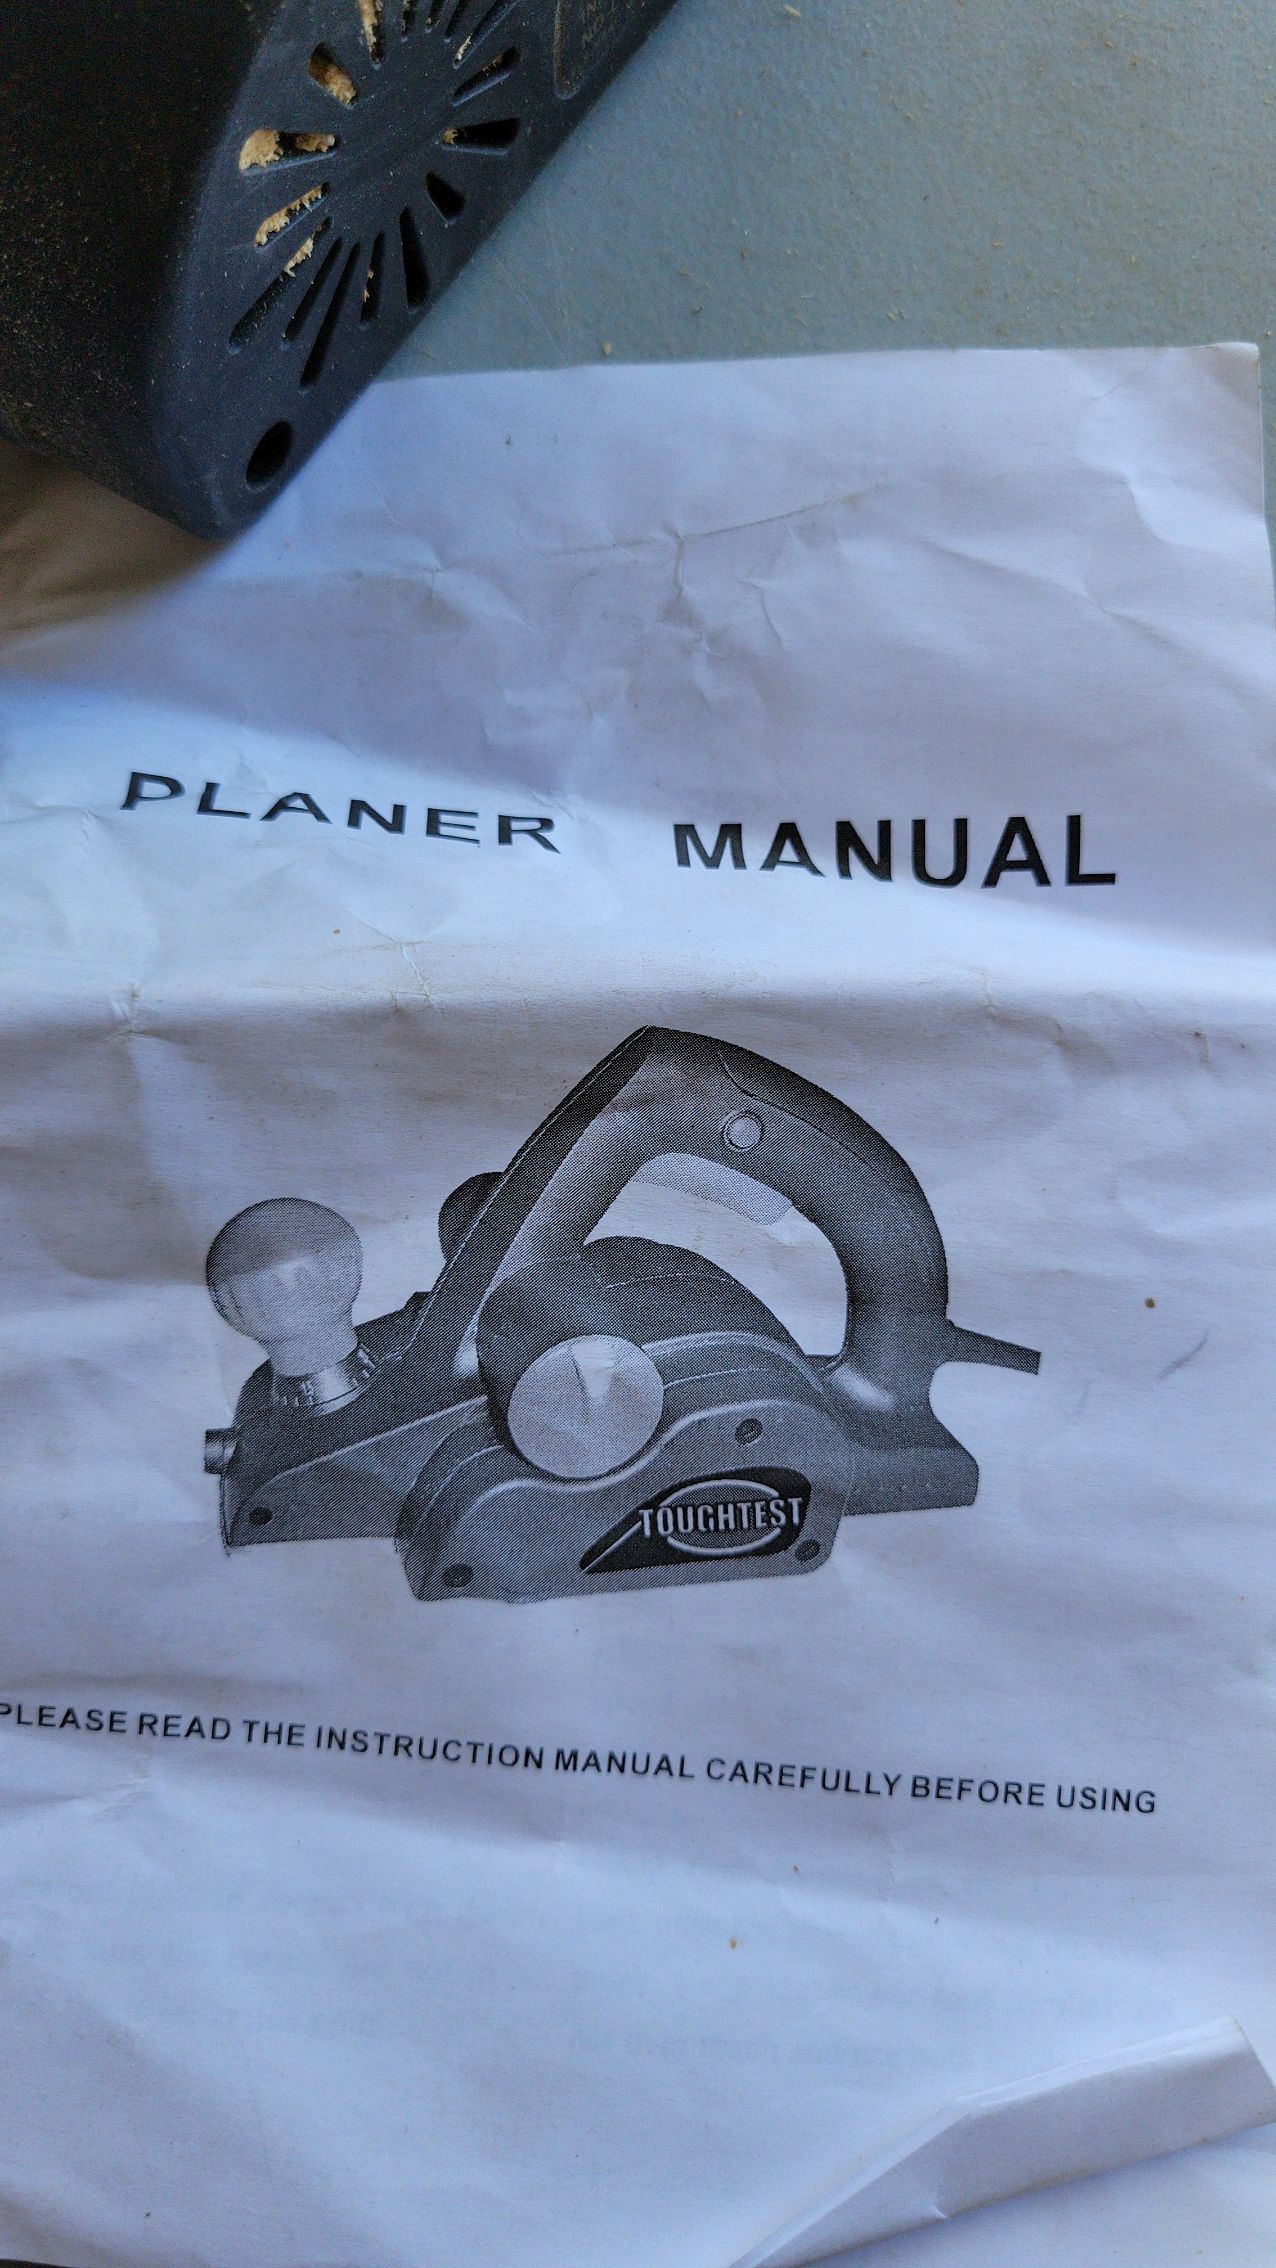 PLANER MANUAL
TOUGHTEST
PLEASE READ THE INSTRUCTION MANUAL CAREFULLY BEFORE USING